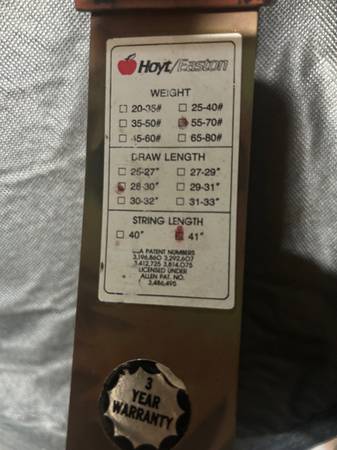 Hoyt/Easton
WEIGHT
20-35# 25-40#
35-50# 55-70#
45-60# 65-80#
DRAW LENGTH
25-27" 27-29"
28-30" 29-31"
30-32" 31-33"
STRING LENGTH
40" 41"
PATENT NUMBERS
3,196,860 3,292,607
3,412,725 3,814,075
LICENSED UNDER
ALLEN PAT. NO.
3,486,495
3
YEAR
WARRANTY